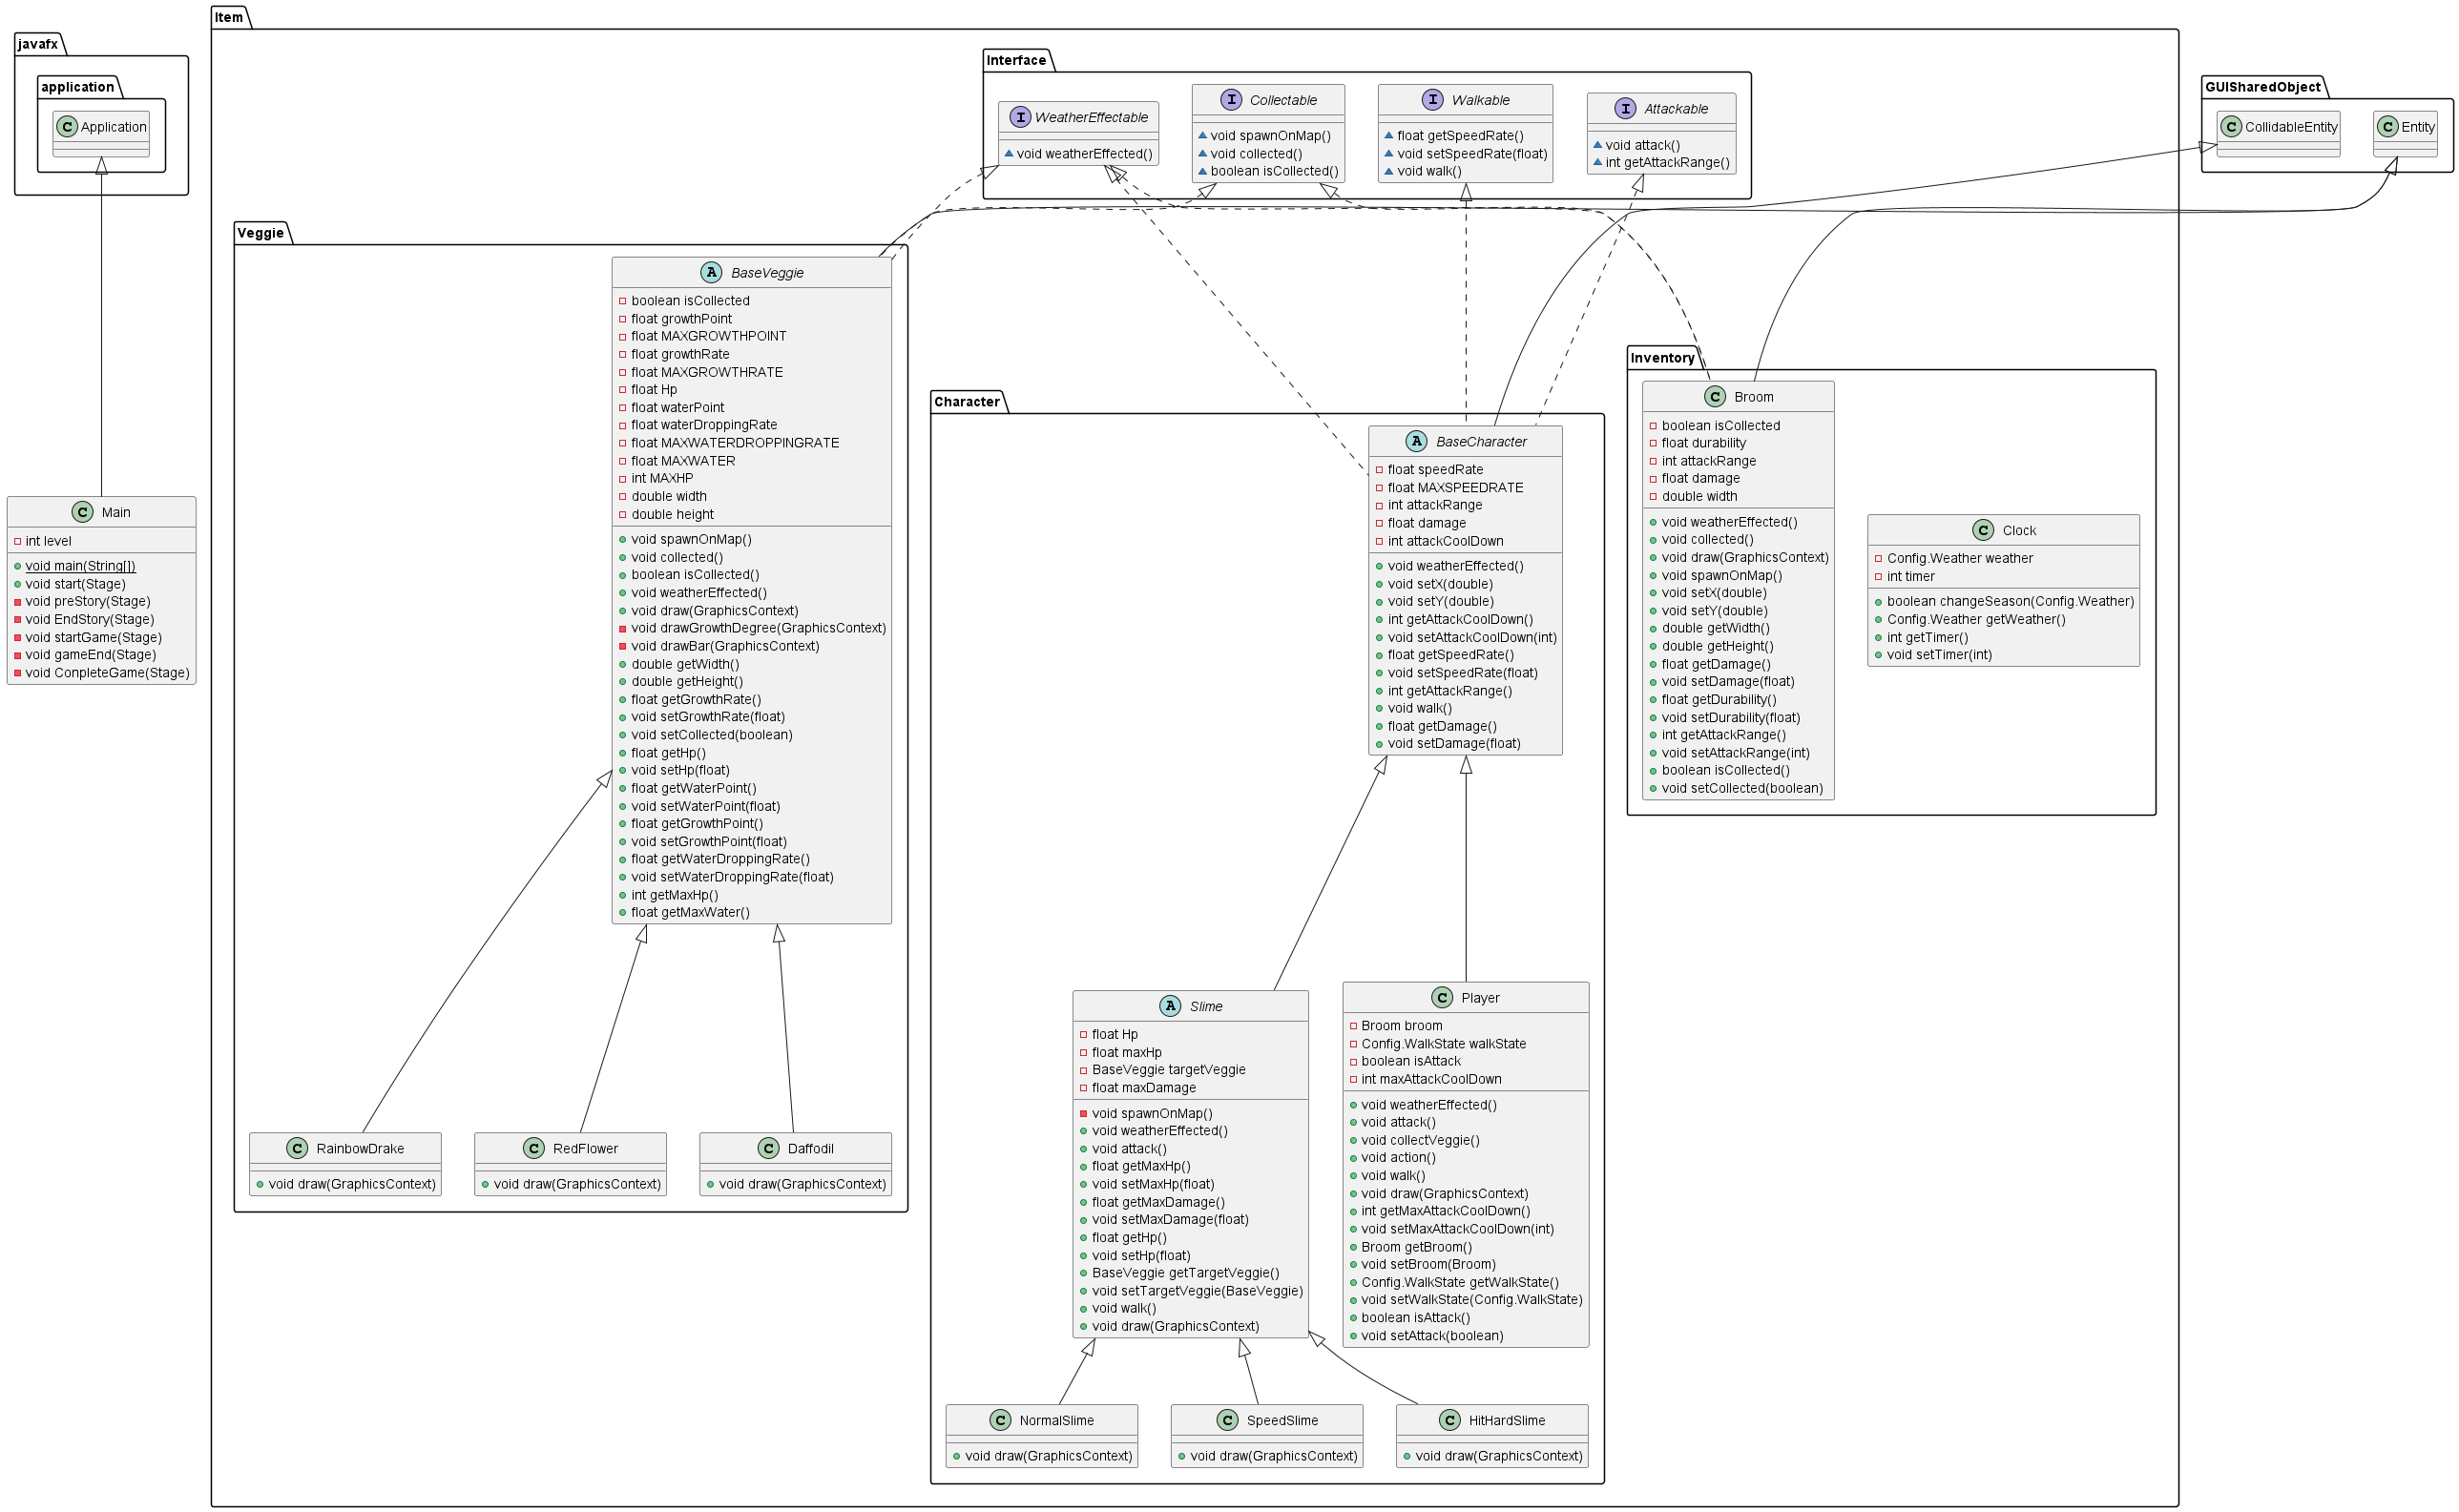 Item
javafx
application
C Application
Interface
I WeatherEffectable
void weatherEffected()
I Collectable
void spawnOnMap()
void collected()
boolean isCollected()
I Walkable
float getSpeedRate()
void setSpeedRate(float)
void walk()
I Attackable
void attack()
int getAttackRange()
GUISharedObject
C CollidableEntity
C Entity
Veggie
A BaseVeggie
boolean isCollected
float growthPoint
float MAXGROWTHPOINT
float growthRate
float MAXGROWTHRATE
float Hp
float waterPoint
float waterDroppingRate
float MAXWATERDROPPINGRATE
float MAXWATER
int MAXHP
double width
double height
void spawnOnMap()
void collected()
boolean isCollected()
void weatherEffected()
void draw(GraphicsContext)
void drawGrowthDegree(GraphicsContext)
void drawBar(GraphicsContext)
double getWidth()
double getHeight()
float getGrowthRate()
void setGrowthRate(float)
void setCollected(boolean)
float getHp()
void setHp(float)
float getWaterPoint()
void setWaterPoint(float)
float getGrowthPoint()
void setGrowthPoint(float)
float getWaterDroppingRate()
void setWaterDroppingRate(float)
int getMaxHp()
float getMaxWater()
C Main
int level
void main(String[])
void start(Stage)
void preStory(Stage)
void EndStory(Stage)
void startGame(Stage)
void gameEnd(Stage)
void ConpleteGame(Stage)
Character
A BaseCharacter
float speedRate
float MAXSPEEDRATE
int attackRange
float damage
int attackCoolDown
void weatherEffected()
void setX(double)
void setY(double)
int getAttackCoolDown()
void setAttackCoolDown(int)
float getSpeedRate()
void setSpeedRate(float)
int getAttackRange()
void walk()
float getDamage()
void setDamage(float)
Inventory
C Broom
boolean isCollected
float durability
int attackRange
float damage
double width
void weatherEffected()
void collected()
void draw(GraphicsContext)
void spawnOnMap()
void setX(double)
void setY(double)
double getWidth()
double getHeight()
float getDamage()
void setDamage(float)
float getDurability()
void setDurability(float)
int getAttackRange()
void setAttackRange(int)
boolean isCollected()
void setCollected(boolean)
C Clock
Config.Weather weather
int timer
boolean changeSeason(Config.Weather)
Config.Weather getWeather()
int getTimer()
void setTimer(int)
A Slime
float Hp
float maxHp
BaseVeggie targetVeggie
float maxDamage
void spawnOnMap()
void weatherEffected()
void attack()
float getMaxHp()
void setMaxHp(float)
float getMaxDamage()
void setMaxDamage(float)
float getHp()
void setHp(float)
BaseVeggie getTargetVeggie()
void setTargetVeggie(BaseVeggie)
void walk()
void draw(GraphicsContext)
C Player
Broom broom
Config.WalkState walkState
boolean isAttack
int maxAttackCoolDown
void weatherEffected()
void attack()
void collectVeggie()
void action()
void walk()
void draw(GraphicsContext)
int getMaxAttackCoolDown()
void setMaxAttackCoolDown(int)
Broom getBroom()
void setBroom(Broom)
Config.WalkState getWalkState()
void setWalkState(Config.WalkState)
boolean isAttack()
void setAttack(boolean)
C RainbowDrake
void draw(GraphicsContext)
C RedFlower
void draw(GraphicsContext)
C Daffodil
void draw(GraphicsContext)
C NormalSlime
void draw(GraphicsContext)
C SpeedSlime
void draw(GraphicsContext)
C HitHardSlime
void draw(GraphicsContext)